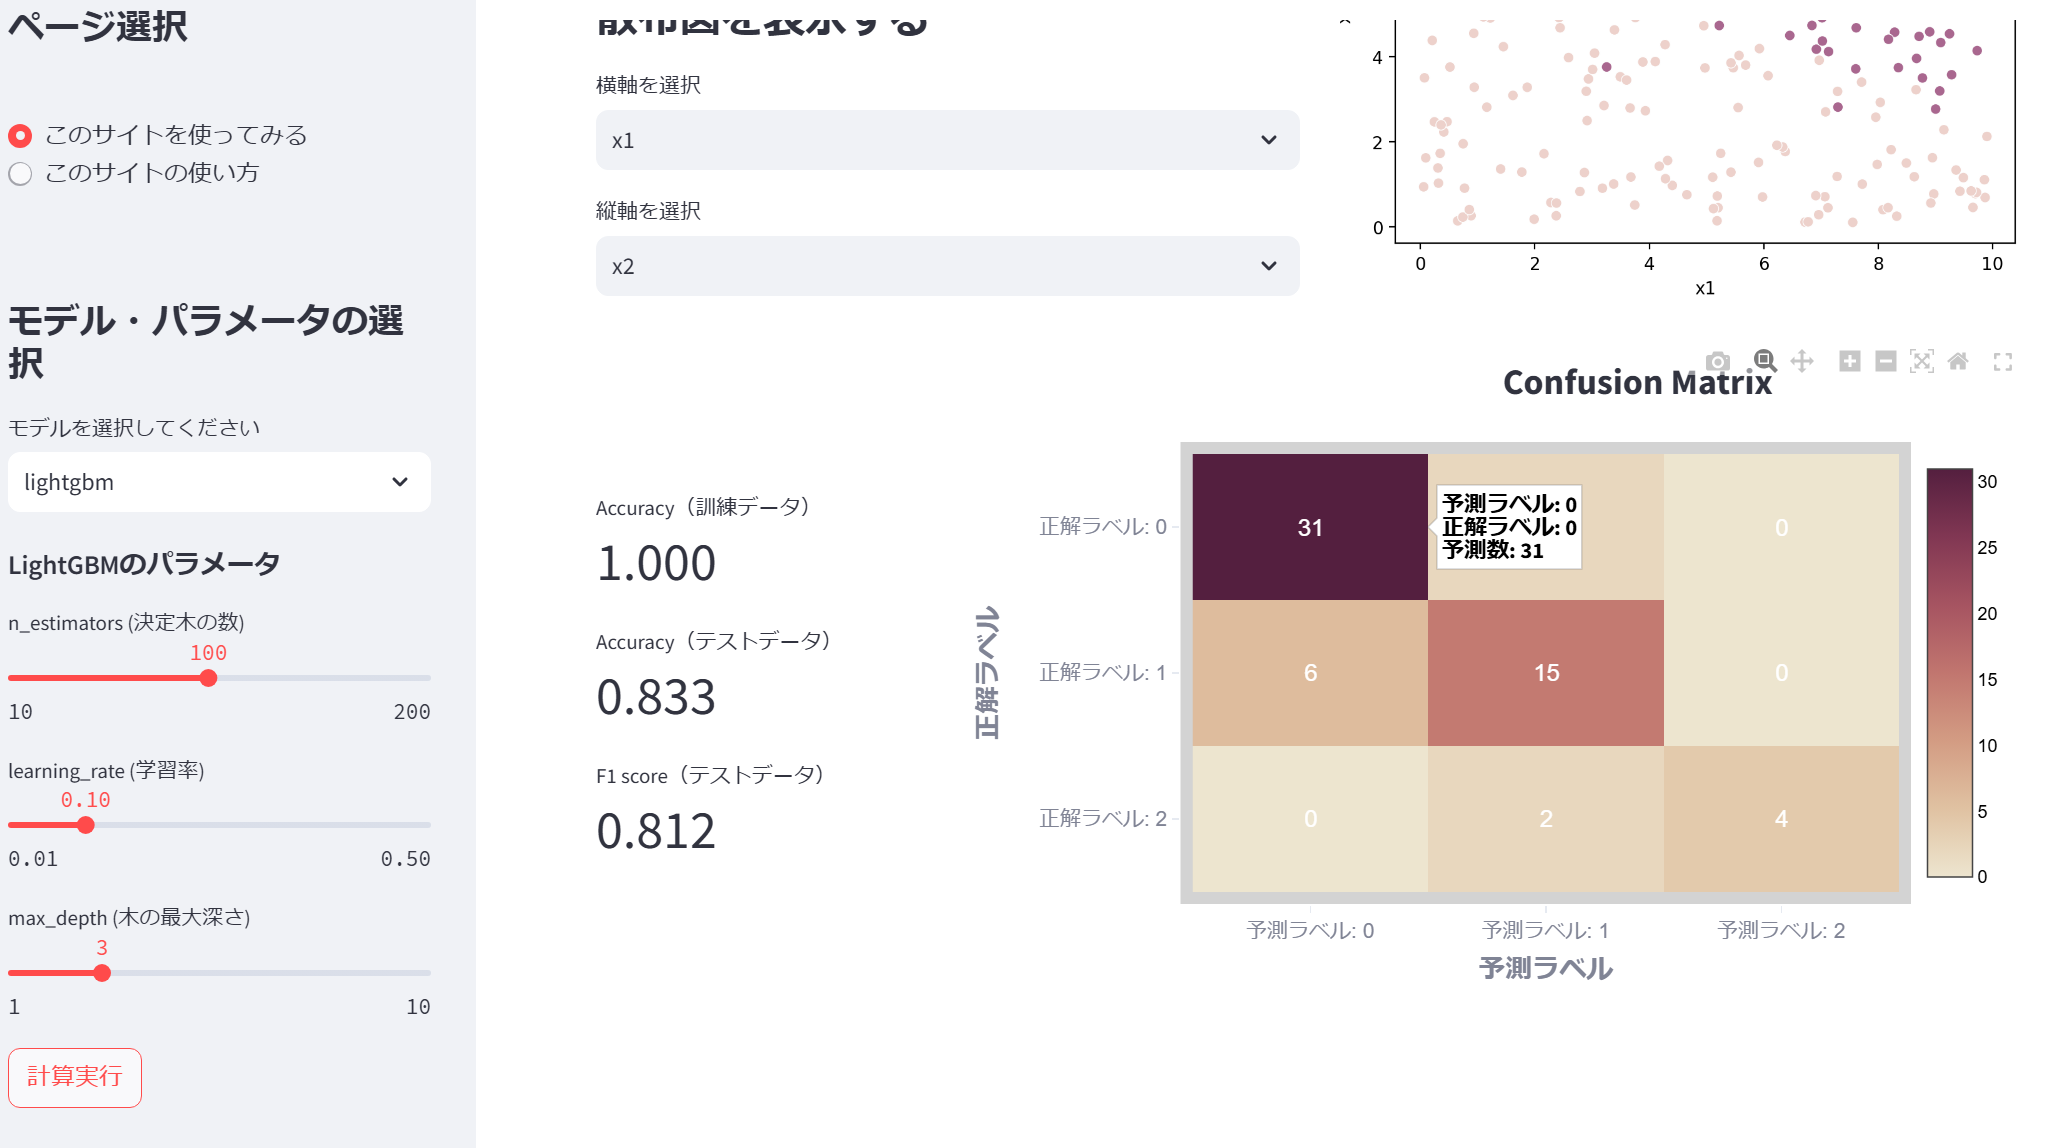 ページ選択
このサイトを使ってみる
このサイトの使い方
モデル・パラメータの選
択
モデルを選択してください
lightgbm
LightGBMのパラメータ
n_estimators (決定木の数)
100
10
200
learning_rate (学習率)
0.10
0.01
0.50
max_depth (木の最大深さ)
3
1
10
計算実行
散布図を表示する
横軸を選択
x1
縦軸を選択
x2
4
2
0
0 2 4 6 8 10
x1
Confusion Matrix
Accuracy（訓練データ）
1.000
Accuracy（テストデータ）
0.833
F1 score（テストデータ）
0.812
正解ラベル
正解ラベル: 0
31
予測ラベル: 0
正解ラベル: 0
予測数: 31
0
正解ラベル: 1
6 15 0
正解ラベル: 2
0 2 4
予測ラベル: 0 予測ラベル: 1 予測ラベル: 2
予測ラベル
30
25
20
15
10
5
0